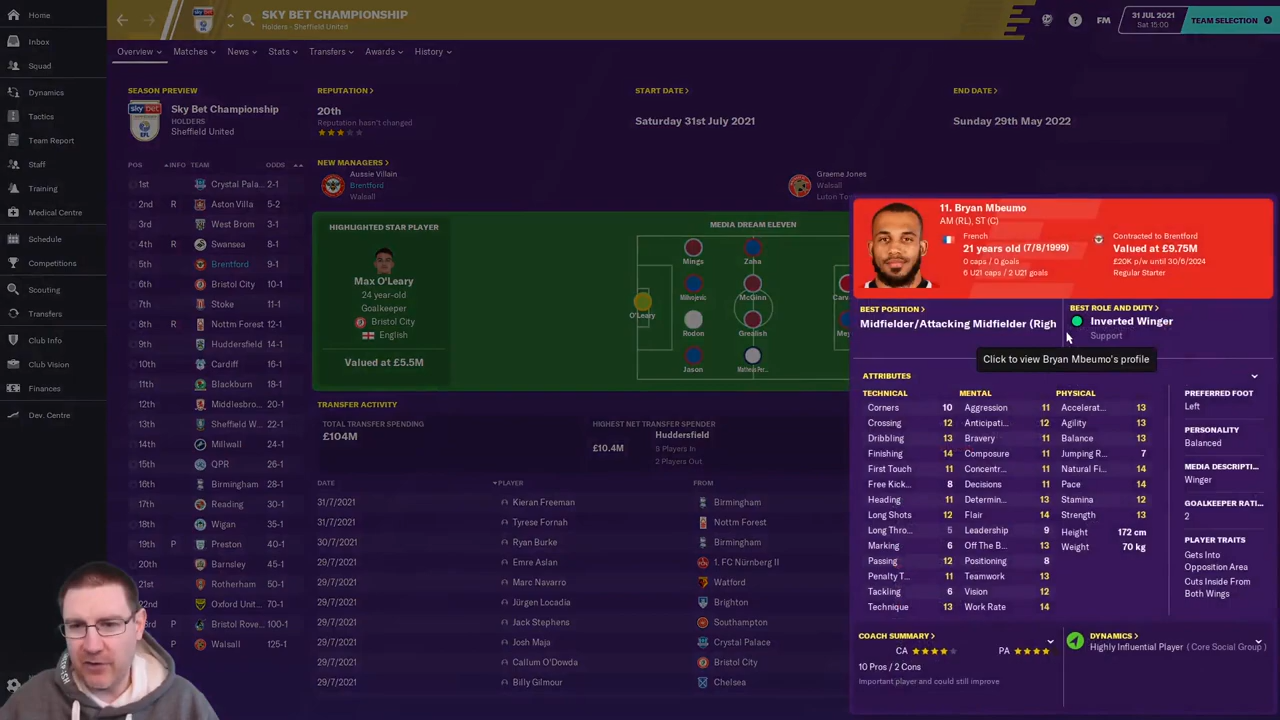 Home
Inbox
Squad
Dynamics
Tactics
Team Report
Staff
Training
Medical Centre
Schedule
Competitions
Scouting
Transfers
Club Info
Club Vision
Finances
Dev. Centre
SKY BET CHAMPIONSHIP
Holders - Sheffield United
FM
31 JUL 2021
Sat 15:00
TEAM SELECTION
Overview
Matches
News
Stats
Transfers
Awards
History
SEASON PREVIEW
Sky Bet Championship
HOLDERS
Sheffield United
REPUTATION
20th
Reputation hasn't changed
START DATE
Saturday 31st July 2021
END DATE
Sunday 29th May 2022
NEW MANAGERS
Aussie Villain
Brentford
Walsall
Graeme Jones
Walsall
Luton To...
POS INFO TEAM ODDS
1st Crystal Pala... 2-1
2nd R Aston Villa 5-2
3rd West Brom 3-1
4th R Swansea 8-1
5th Brentford 9-1
6th Bristol City 10-1
7th Stoke 11-1
8th R Nottm Forest 12-1
9th Huddersfield 14-1
10th Cardiff 16-1
11th Blackburn 18-1
12th Middlesbro... 20-1
13th Sheffield W... 22-1
14th Millwall 24-1
15th QPR 26-1
16th Birmingham 28-1
17th Reading 30-1
18th Wigan 35-1
19th P Preston 40-1
20th Barnsley 45-1
21st Rotherham 50-1
22nd Oxford Unit... 70-1
P Bristol Rove... 100-1
P Walsall 125-1
HIGHLIGHTED STAR PLAYER
Max O'Leary
24 year-old
Goalkeeper
Bristol City
English
Valued at £5.5M
MEDIA DREAM ELEVEN
O'Leary
Mings
Milivojevic
Rodon
Jason
Zaha
McGinn
Grealish
Matheus Per...
TRANSFER ACTIVITY
TOTAL TRANSFER SPENDING
£104M
HIGHEST NET TRANSFER SPENDER
£10.4M
Huddersfield
8 Players In
2 Players Out
DATE PLAYER FROM
31/7/2021 Kieran Freeman Birmingham
31/7/2021 Tyrese Fornah Nottm Forest
30/7/2021 Ryan Burke Birmingham
29/7/2021 Emre Aslan 1. FC Nürnberg II
29/7/2021 Marc Navarro Watford
29/7/2021 Jürgen Locadia Brighton
29/7/2021 Jack Stephens Southampton
29/7/2021 Josh Maja Crystal Palace
29/7/2021 Callum O'Dowda Bristol City
29/7/2021 Billy Gilmour Chelsea
11. Bryan Mbeumo
AM (RL), ST (C)
French
21 years old (7/8/1999)
0 caps / 0 goals
6 U21 caps / 2 U21 goals
Contracted to Brentford
Valued at £9.75M
£20K p/w until 30/6/2024
Regular Starter
BEST POSITION
Midfielder/Attacking Midfielder (Righ
BEST ROLE AND DUTY
Inverted Winger
Support
Click to view Bryan Mbeumo's profile
ATTRIBUTES
TECHNICAL MENTAL PHYSICAL
Corners 10 Aggression 11 Accelerat... 13
Crossing 12 Anticipati... 12 Agility 13
Dribbling 13 Bravery 11 Balance 13
Finishing 14 Composure 11 Jumping R... 7
First Touch 11 Concentr... 11 Natural Fi... 14
Free Kick... 8 Decisions 11 Pace 14
Heading 11 Determin... 13 Stamina 12
Long Shots 12 Flair 14 Strength 13
Long Thro... 5 Leadership 9 Height 172 cm
Marking 6 Off The B... 13 Weight 70 kg
Passing 12 Positioning 8
Penalty T... 11 Teamwork 13
Tackling 6 Vision 12
Technique 13 Work Rate 14
PREFERRED FOOT
Left
PERSONALITY
Balanced
MEDIA DESCRIPTI...
Winger
GOALKEEPER RATI...
2
PLAYER TRAITS
Gets Into
Opposition Area
Cuts Inside From
Both Wings
COACH SUMMARY
CA
PA
10 Pros / 2 Cons
Important player and could still improve
DYNAMICS
Highly Influential Player ( Core Social Group )